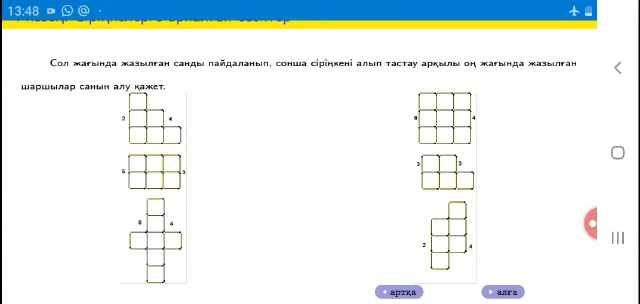 13:48
Сол жағында жазылған санды пайдаланып, сонша сіріңкені алып тастау арқылы оң жағында жазылған
шаршылар санын алу қажет.
2 4
8 4
5 3
3 3
6 4
2 4
артқа алға